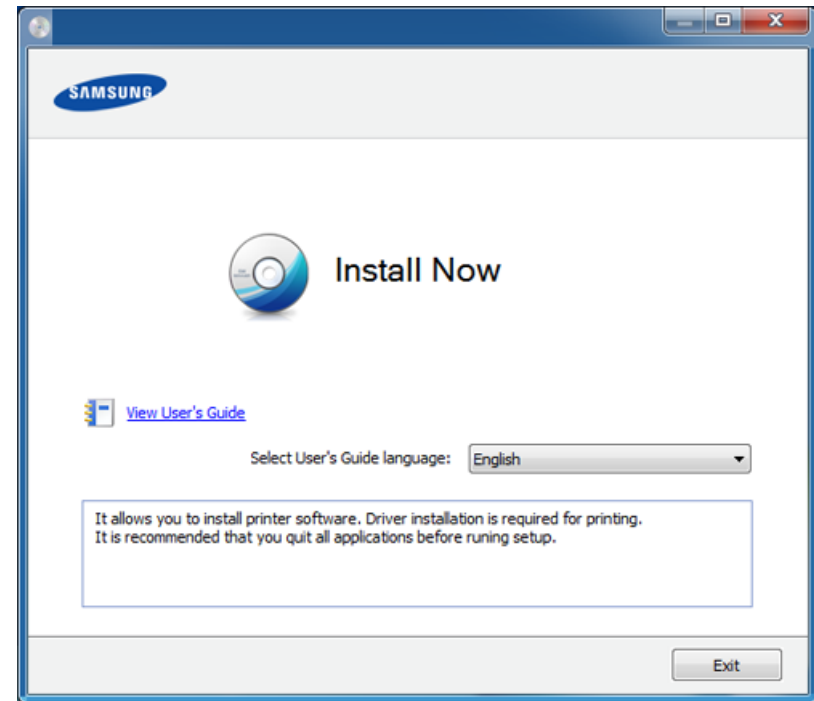 SAMSUNG
Install Now
View User's Guide
Select User's Guide language: English
It allows you to install printer software. Driver installation is required for printing.
It is recommended that you quit all applications before runing setup.
Exit